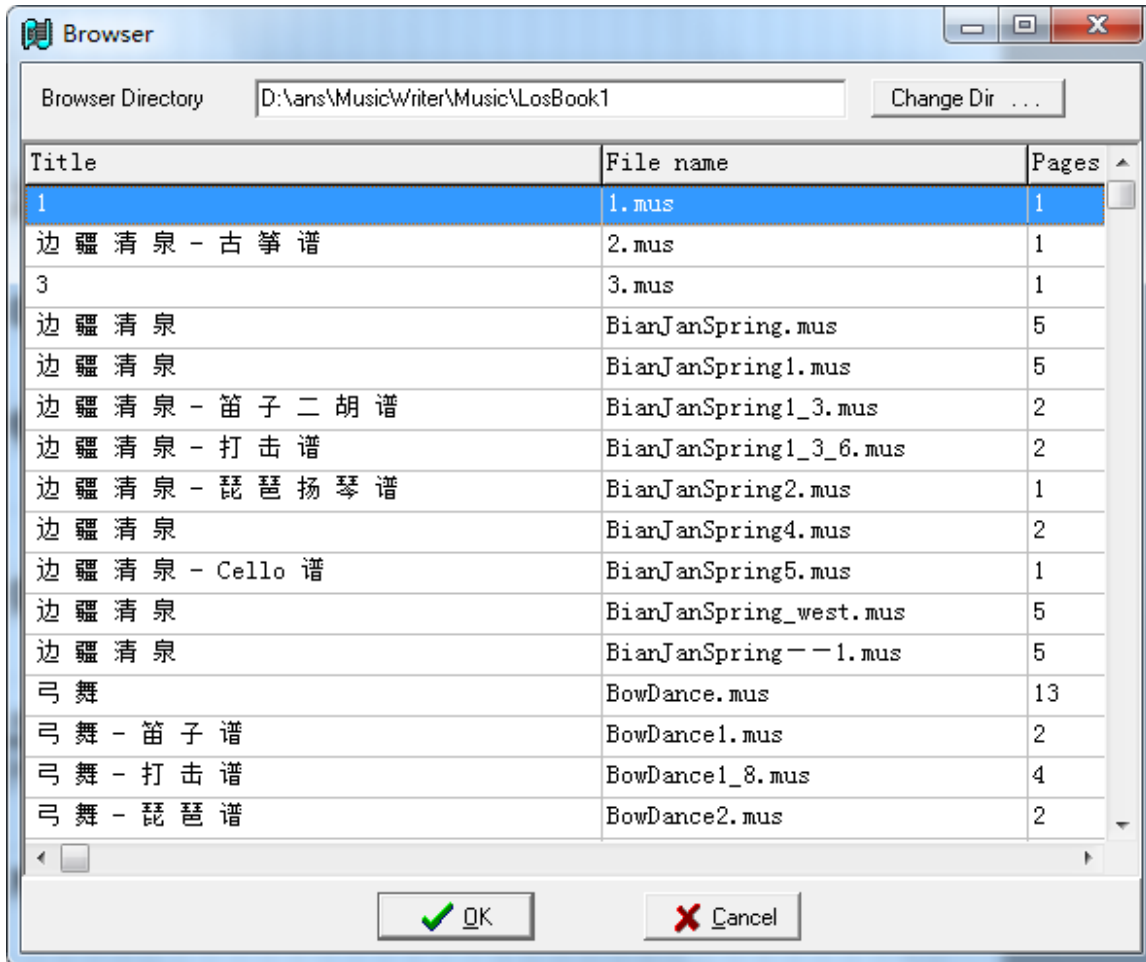 Browser
Browser Directory D:\ans\MusicWriter\Music\LosBook1 Change Dir ...
Title File name Pages
1 1.mus 1
边 疆 清 泉 - 古 筝 谱 2.mus 1
3 3.mus 1
边 疆 清 泉 BianJanSpring.mus 5
边 疆 清 泉 BianJanSpring1.mus 5
边 疆 清 泉 - 笛 子 二 胡 谱 BianJanSpring1_3.mus 2
边 疆 清 泉 - 打 击 谱 BianJanSpring1_3_6.mus 2
边 疆 清 泉 - 琵 琶 扬 琴 谱 BianJanSpring2.mus 1
边 疆 清 泉 BianJanSpring4.mus 2
边 疆 清 泉 - Cello 谱 BianJanSpring5.mus 1
边 疆 清 泉 BianJanSpring_west.mus 5
边 疆 清 泉 BianJanSpring——1.mus 5
弓 舞 BowDance.mus 13
弓 舞 - 笛 子 谱 BowDance1.mus 2
弓 舞 - 打 击 谱 BowDance1_8.mus 4
弓 舞 - 琵 琶 谱 BowDance2.mus 2
OK Cancel